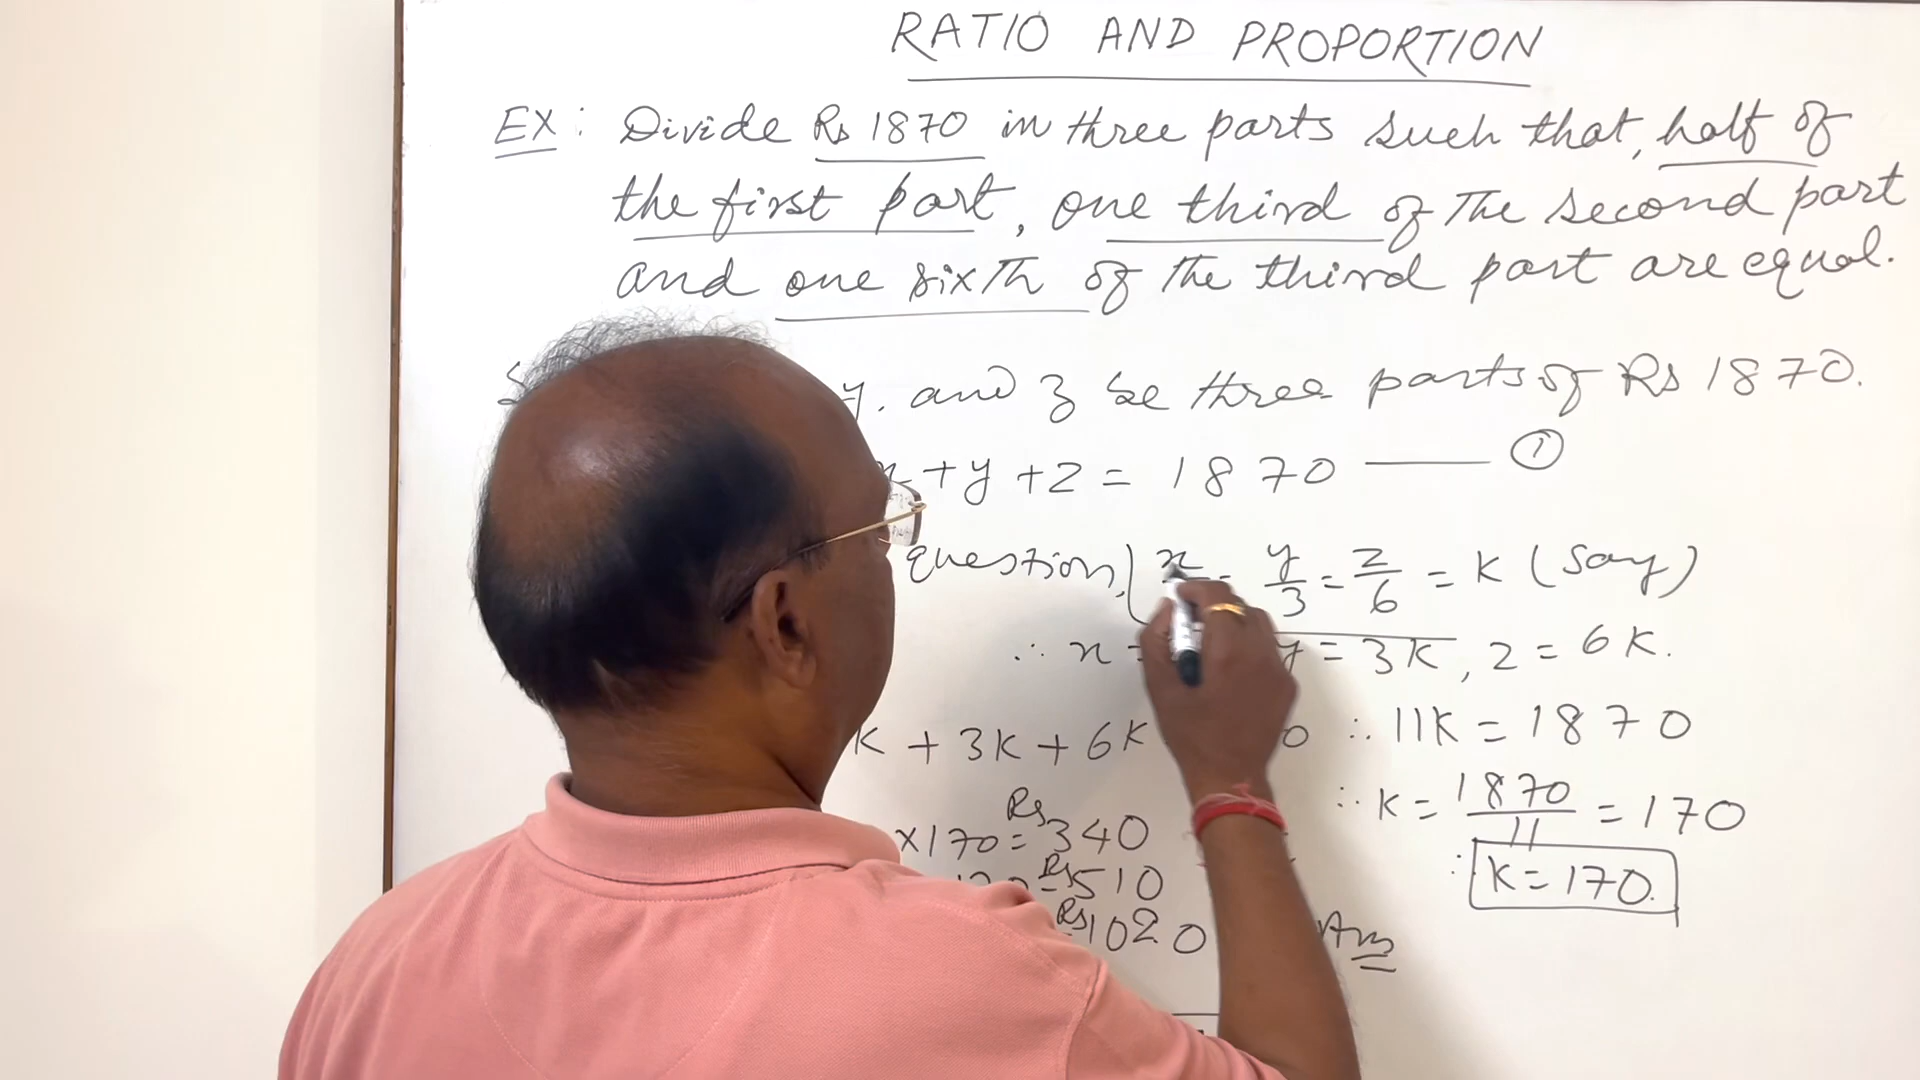 RATIO AND PROPORTION
EX: Divide Rs 1870 in three parts such that, half of
the first part, one third of the second part
and one sixth of the third part are equal.
y. and z be three parts of Rs 1870.
x + y + z = 1870 —— ①
question, x = y/3 = z/6 = K (Say)
∴ x = y = 3K, z = 6K.
K + 3K + 6K 0 ∴ 11K = 1870
∴ K = 1870/11 = 170
×170 = Rs 340
= Rs 510
∴ K = 170.
Rs 1020 Ans